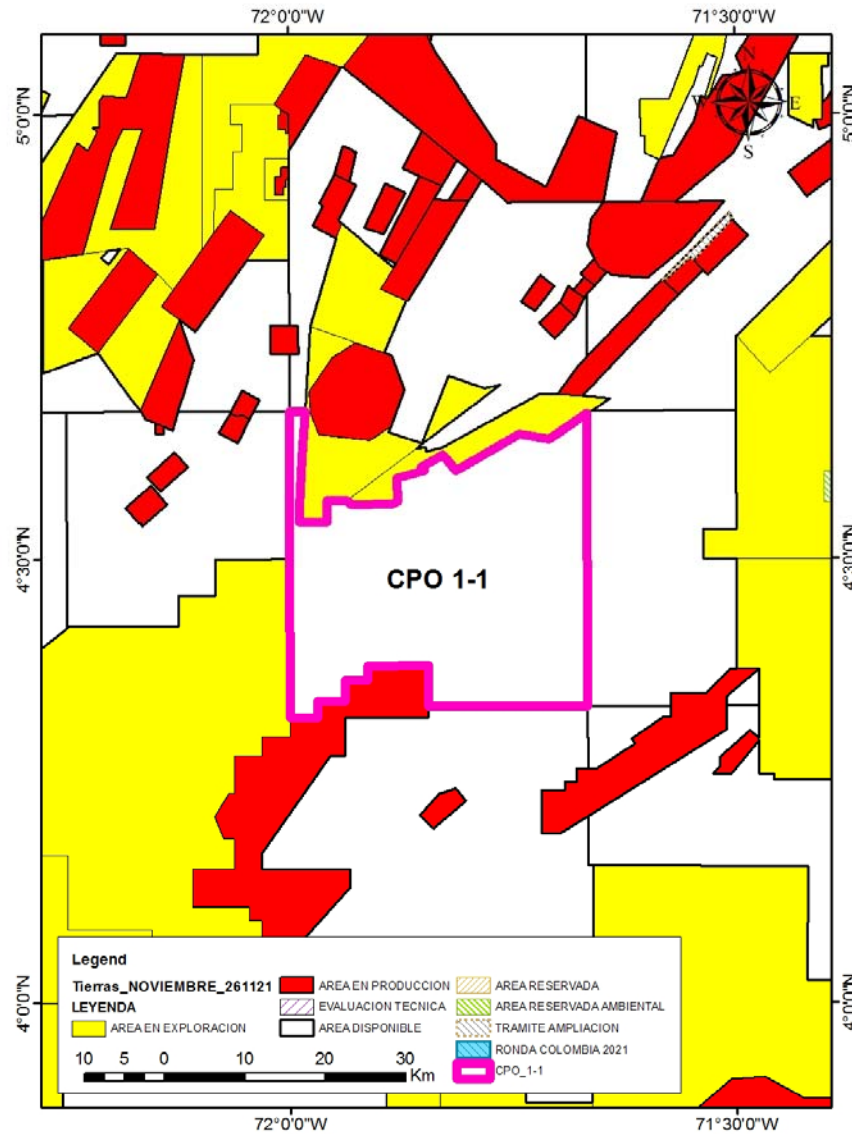 72°0'0"W
71°30'0"W
N
W
E
S
5°0'0"N
5°0'0"N
4°30'0"N
4°30'0"N
CPO 1-1
4°0'0"N
4°0'0"N
Legend
Tierras_NOVIEMBRE_261121
LEYENDA
AREA EN EXPLORACION
AREA EN PRODUCCION
EVALUACION TECNICA
AREA DISPONIBLE
AREA RESERVADA
AREA RESERVADA AMBIENTAL
TRAMITE AMPLIACION
RONDA COLOMBIA 2021
CPO_1-1
10 5 0 10 20 30
Km
72°0'0"W
71°30'0"W